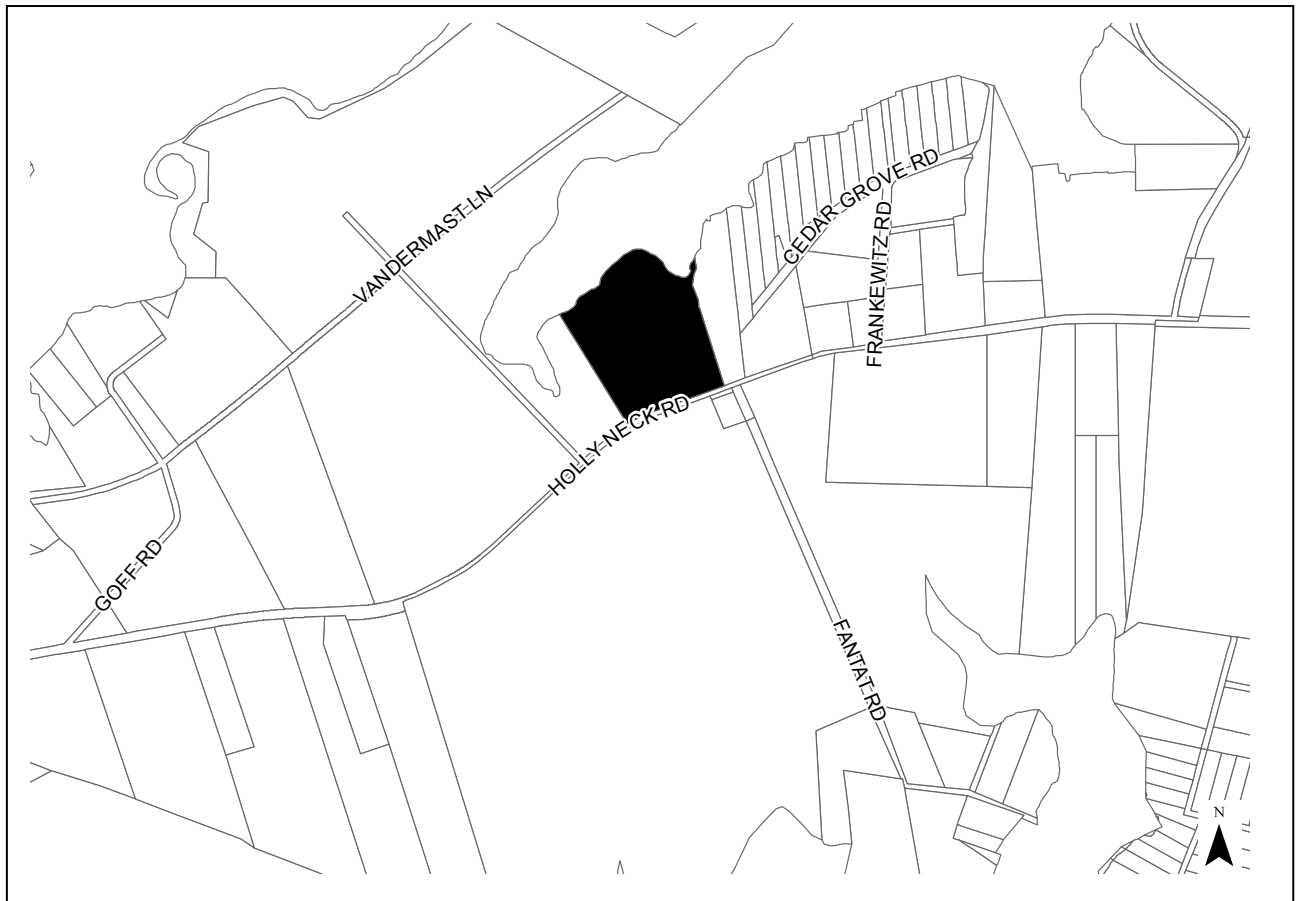 CEDAR GROVE RD
VANDERMAST LN
FRANKEWITZ RD
HOLLY NECK RD
GOFF RD
FANTAT RD
N